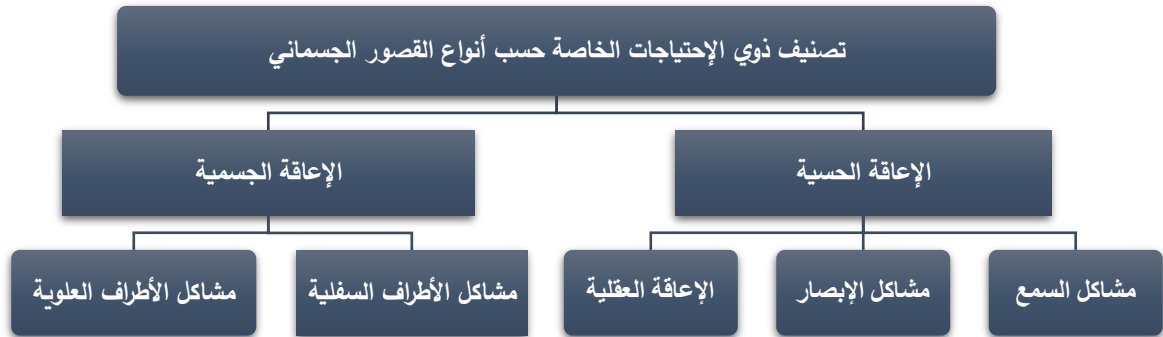 تصنيف ذوي الإحتياجات الخاصة حسب أنواع القصور الجسماني
الإعاقة الحسية
الإعاقة الجسمية
مشاكل السمع
مشاكل الإبصار
الإعاقة العقلية
مشاكل الأطراف السفلية
مشاكل الأطراف العلوية